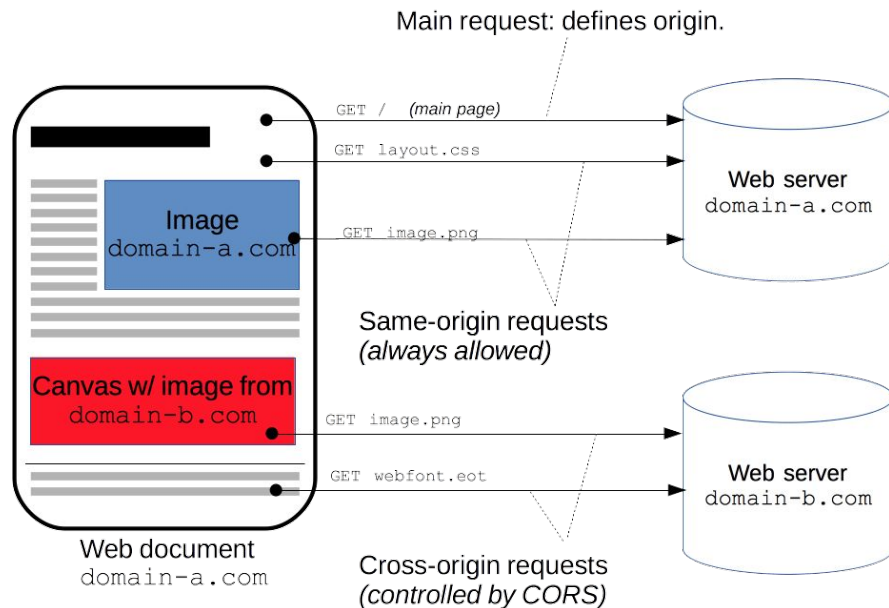 Main request: defines origin.
GET / (main page)
GET layout.css
Image
domain-a.com
GET image.png
Web server
domain-a.com
Same-origin requests
(always allowed)
Canvas w/ image from
domain-b.com
GET image.png
GET webfont.eot
Web server
domain-b.com
Web document
domain-a.com
Cross-origin requests
(controlled by CORS)